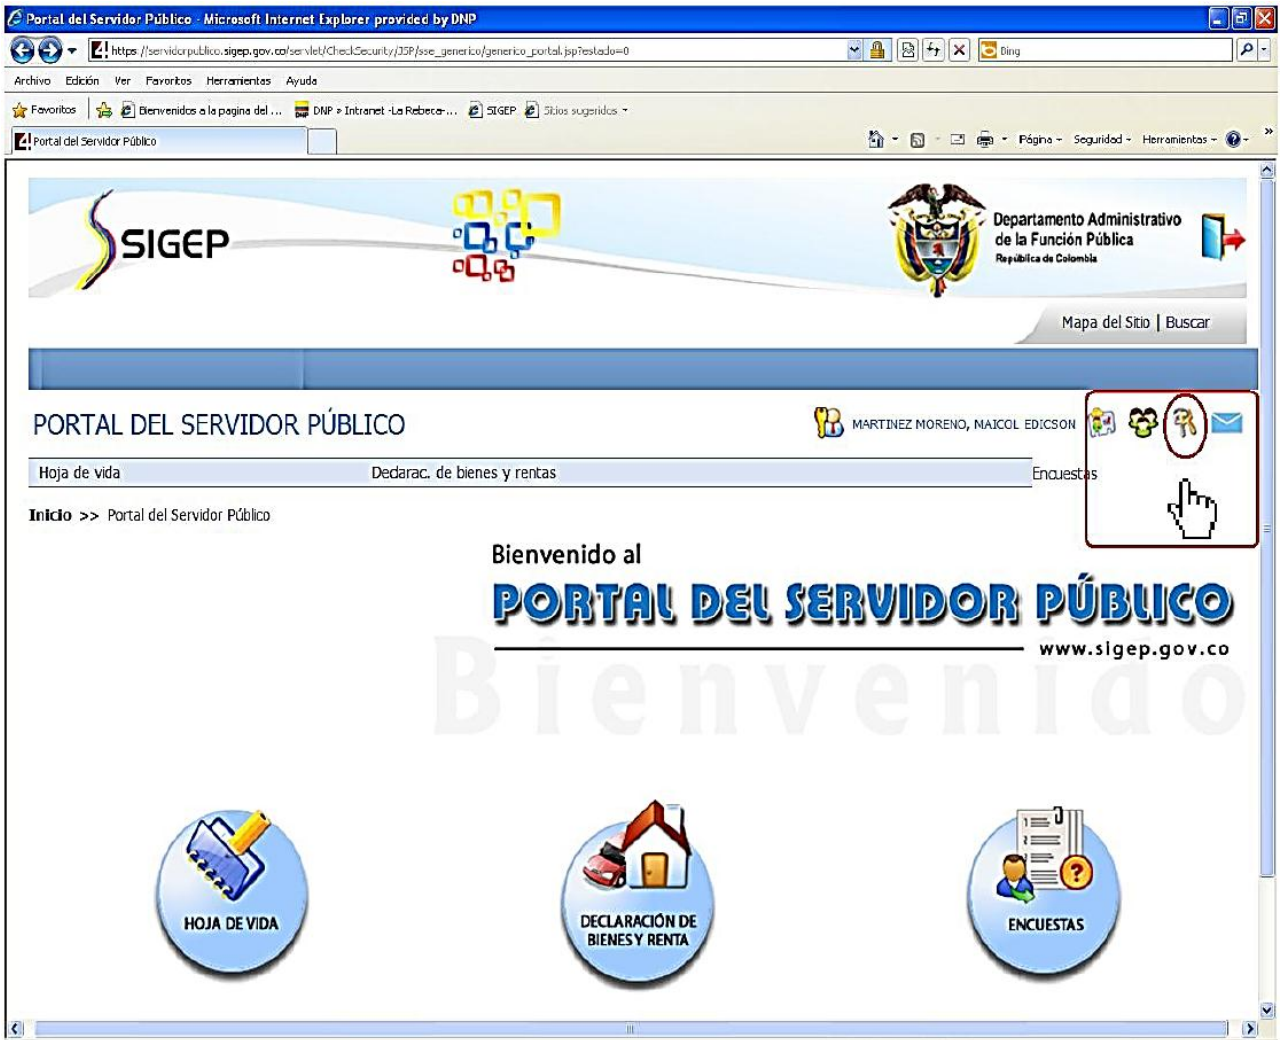 Portal del Servidor Público - Microsoft Internet Explorer provided by DNP
https://servidorpublico.sigep.gov.co/servlet/CheckSecurity/JSP/sse_generico/generico_portal.jsp?estado=0
Bing
Archivo Edición Ver Favoritos Herramientas Ayuda
Favoritos Bienvenidos a la pagina del ... DNP » Intranet -La Rebeca-... SIGEP Sitios sugeridos
Portal del Servidor Público
Página Seguridad Herramientas »
SIGEP
Departamento Administrativo
de la Función Pública
República de Colombia
Mapa del Sitio | Buscar
PORTAL DEL SERVIDOR PÚBLICO
MARTINEZ MORENO, MAICOL EDICSON
Hoja de vida Declarac. de bienes y rentas Encuestas
Inicio >> Portal del Servidor Público
Bienvenido al
PORTAL DEL SERVIDOR PÚBLICO
www.sigep.gov.co
Bienvenido
HOJA DE VIDA
DECLARACIÓN DE
BIENES Y RENTA
ENCUESTAS